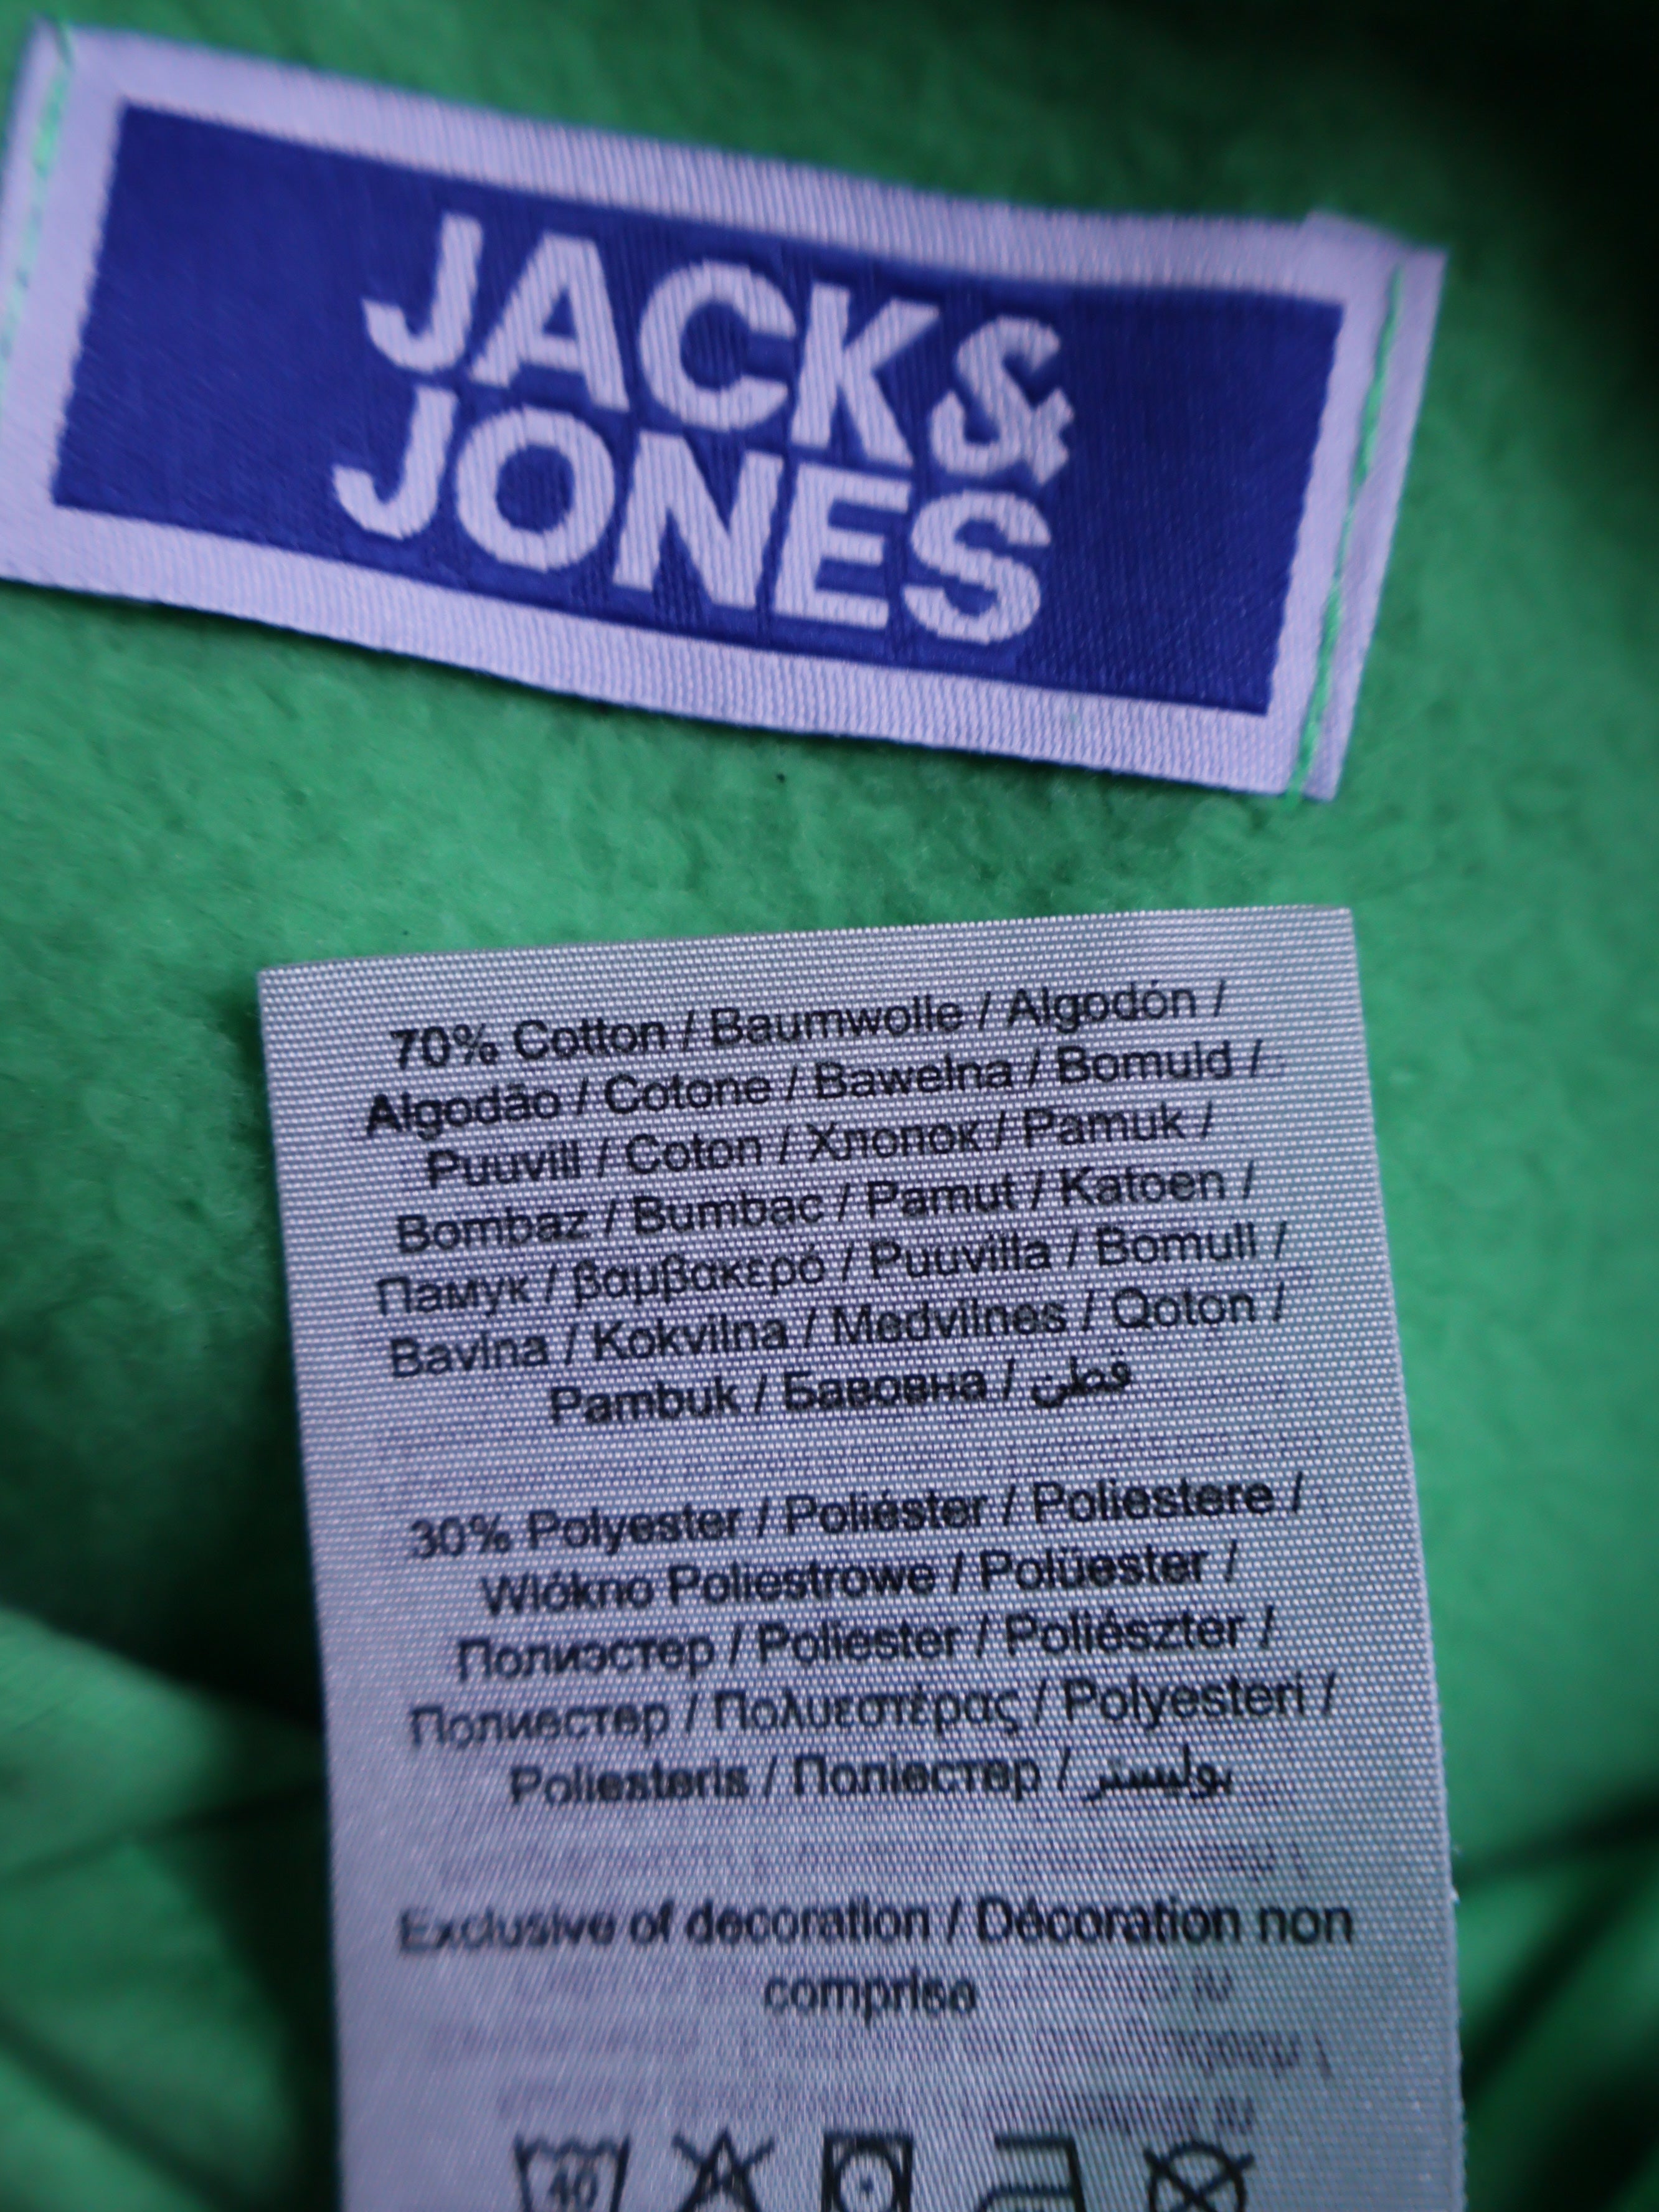 JACK&
JONES
70% Cotton / Baumwolle / Algodón /
Algodão / Cotone / Bawełna / Bomuld /
Puuvill / Coton / Хлопок / Pamuk /
Bombaz / Bumbac / Pamut / Katoen /
Памук / βαμβακερό / Puuvilla / Bomull /
Bavlna / Kokvilna / Medvilnes / Qoton /
Pambuk / Бавовна / قطن
30% Polyester / Poliéster / Poliestere /
Włókno Poliestrowe / Polüester /
Полиэстер / Poliester / Poliészter /
Полиестер / Πολυεστέρας / Polyesteri /
Poliesteris / Поліестер / بوليستر
Exclusive of decoration / Décoration non
comprise
40